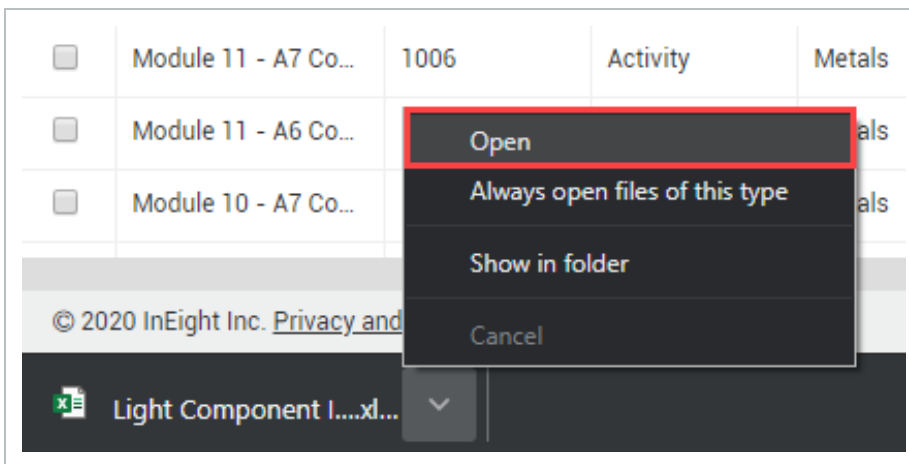 Module 11 - A7 Co... 1006 Activity Metals
Module 11 - A6 Co... als
Open
Module 10 - A7 Co... als
Always open files of this type
Show in folder
© 2020 InEight Inc. Privacy and
Cancel
Light Component I....xl...